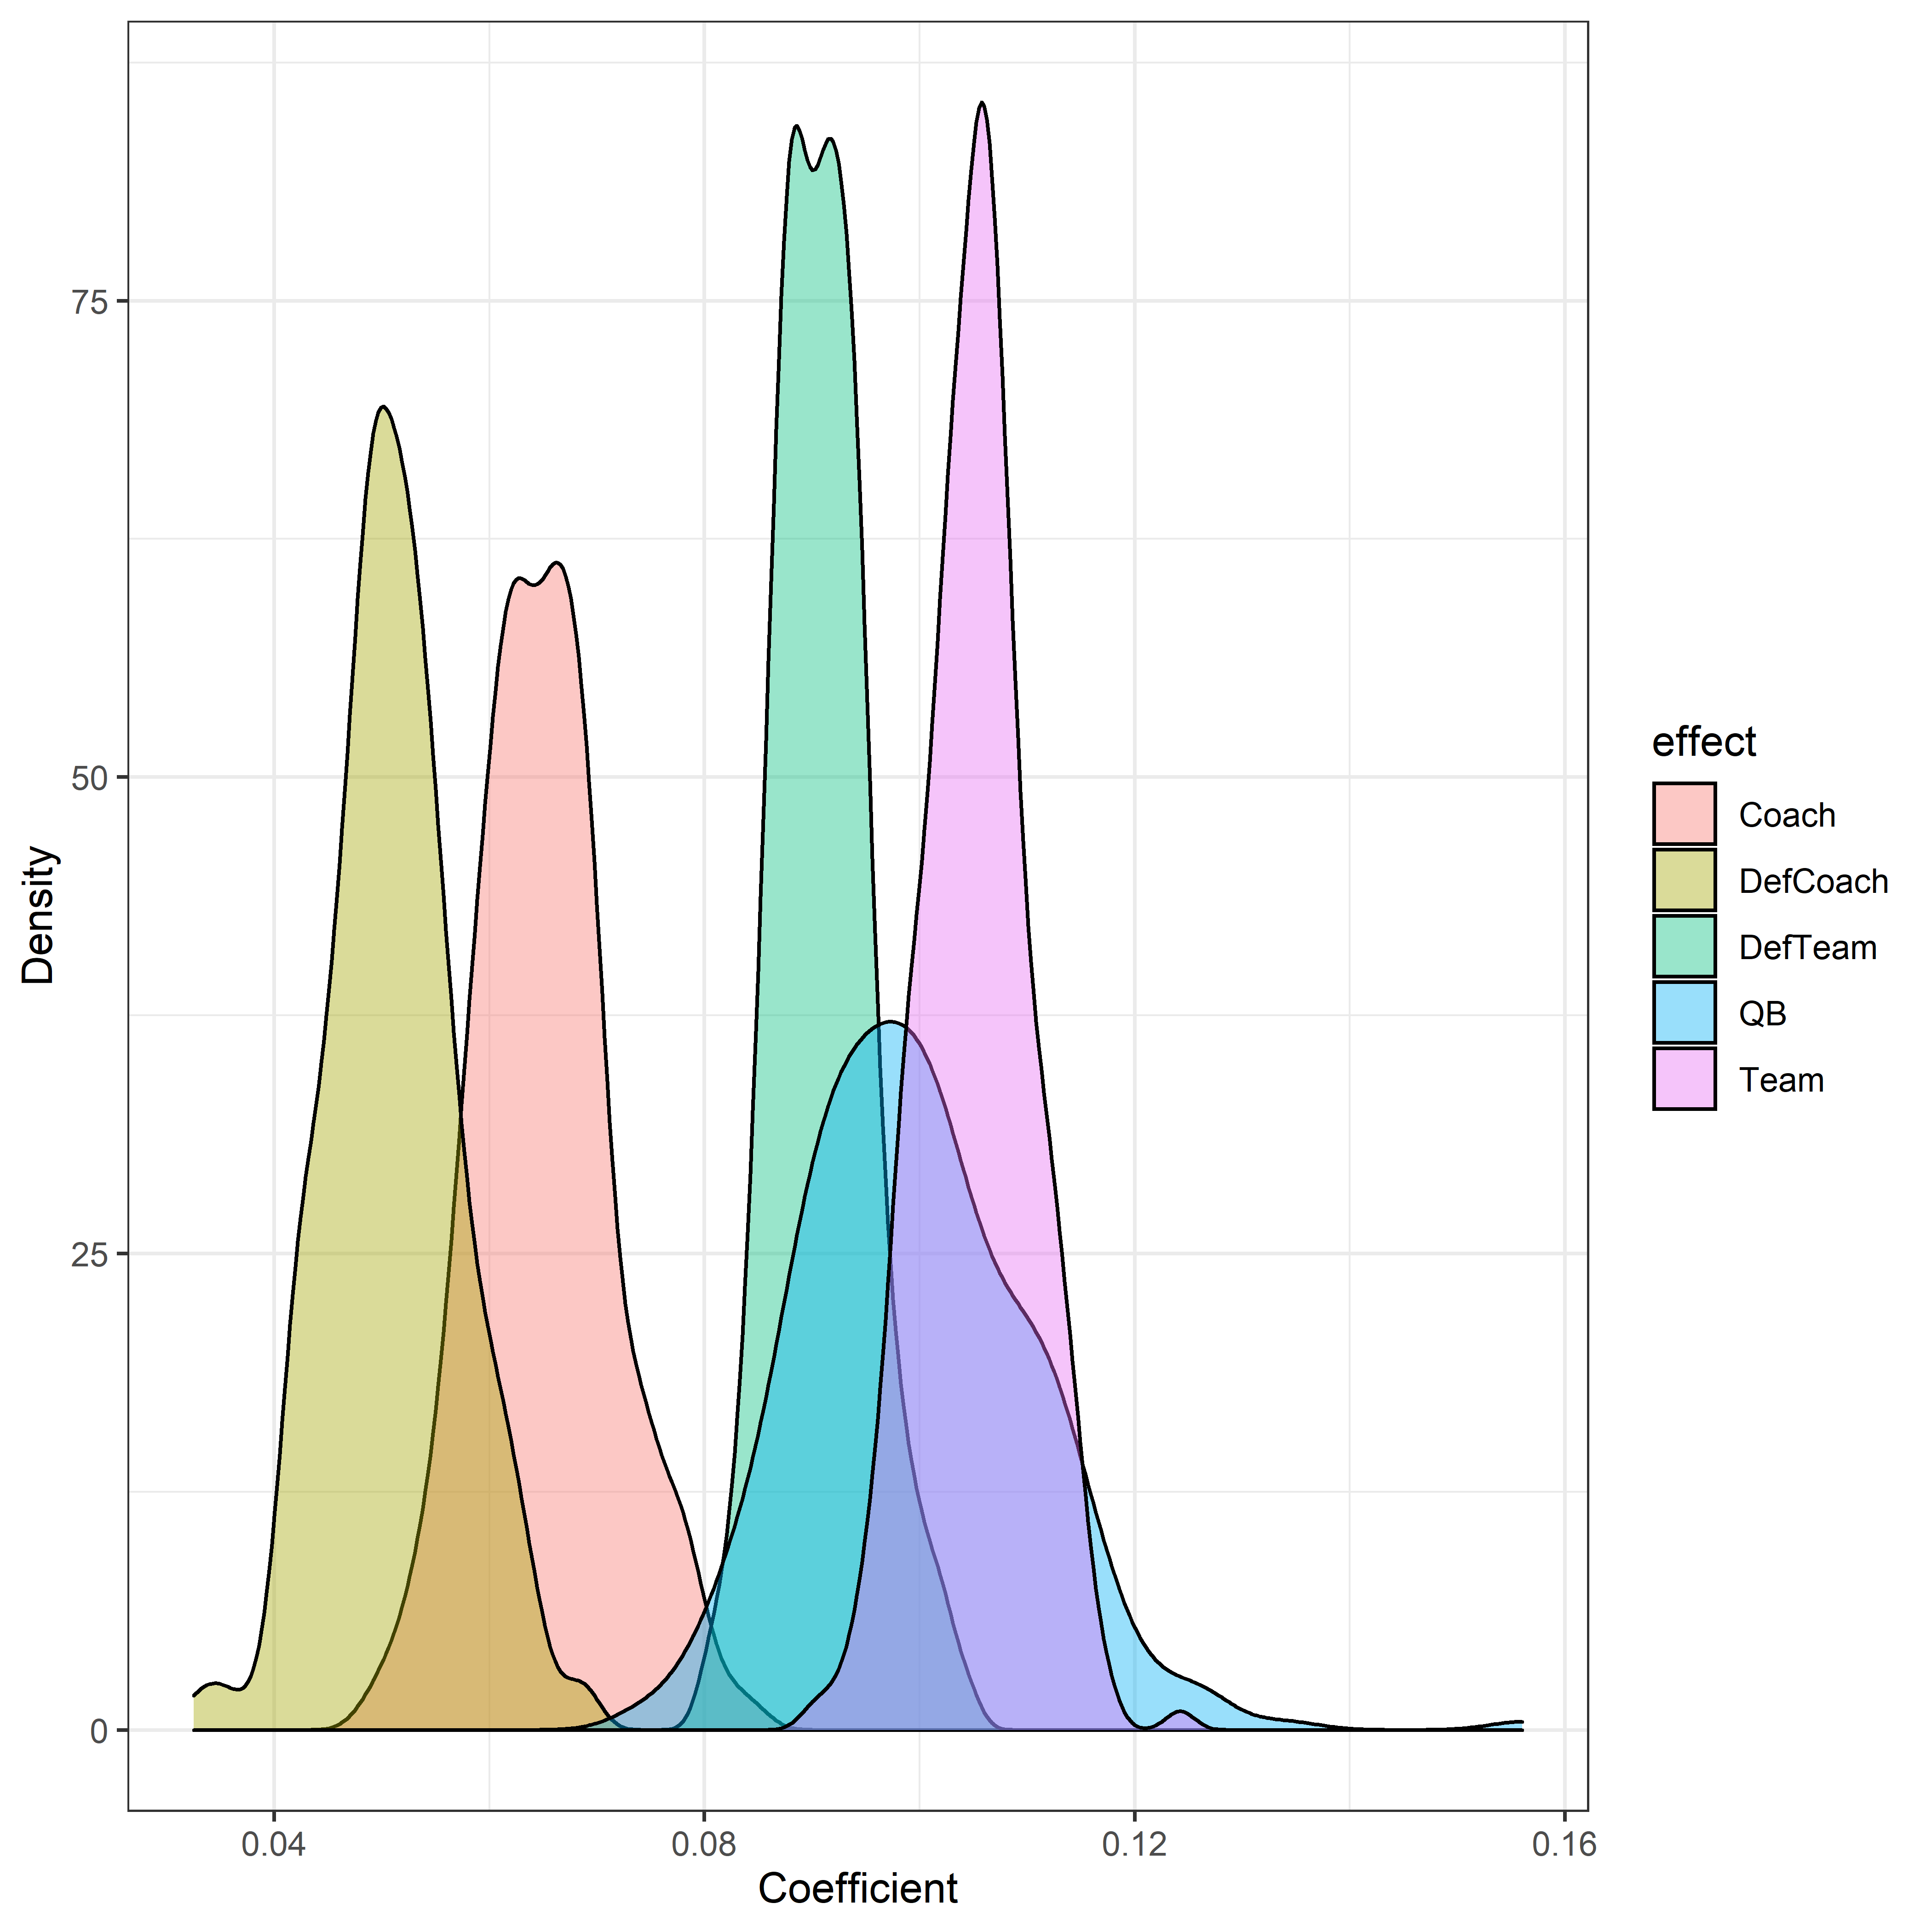 75
50
25
0
Density
0.04
0.08
0.12
0.16
Coefficient
effect
Coach
DefCoach
DefTeam
QB
Team